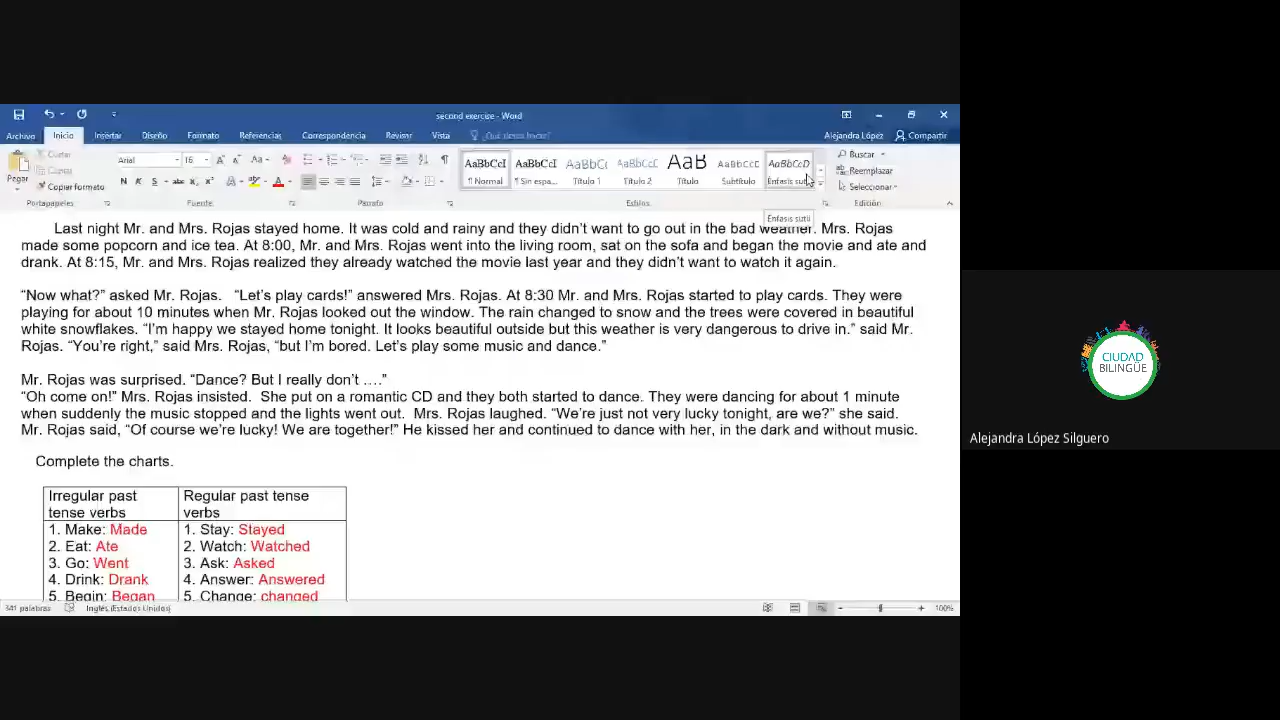 second exercise - Word
Archivo Inicio Insertar Diseño Formato Referencias Correspondencia Revisar Vista ¿Qué desea hacer? Alejandra López Compartir
Pegar
Cortar
Copiar
Copiar formato
Portapapeles
Arial 16
Fuente
Párrafo
AaBbCcI AaBbCcI AaBbCc AaBbCcC AaB AaBbCcC AaBbCcD
¶ Normal ¶ Sin espa... Título 1 Título 2 Título Subtítulo Énfasis sutil
Estilos
Buscar
Reemplazar
Seleccionar
Edición
Énfasis sutil
Last night Mr. and Mrs. Rojas stayed home. It was cold and rainy and they didn’t want to go out in the bad weather. Mrs. Rojas
made some popcorn and ice tea. At 8:00, Mr. and Mrs. Rojas went into the living room, sat on the sofa and began the movie and ate and
drank. At 8:15, Mr. and Mrs. Rojas realized they already watched the movie last year and they didn’t want to watch it again.
“Now what?” asked Mr. Rojas. “Let’s play cards!” answered Mrs. Rojas. At 8:30 Mr. and Mrs. Rojas started to play cards. They were
playing for about 10 minutes when Mr. Rojas looked out the window. The rain changed to snow and the trees were covered in beautiful
white snowflakes. “I’m happy we stayed home tonight. It looks beautiful outside but this weather is very dangerous to drive in.” said Mr.
Rojas. “You’re right,” said Mrs. Rojas, “but I’m bored. Let’s play some music and dance.”
Mr. Rojas was surprised. “Dance? But I really don’t ….”
“Oh come on!” Mrs. Rojas insisted. She put on a romantic CD and they both started to dance. They were dancing for about 1 minute
when suddenly the music stopped and the lights went out. Mrs. Rojas laughed. “We’re just not very lucky tonight, are we?” she said.
Mr. Rojas said, “Of course we’re lucky! We are together!” He kissed her and continued to dance with her, in the dark and without music.
Complete the charts.
Irregular past
tense verbs
1. Make: Made
2. Eat: Ate
3. Go: Went
4. Drink: Drank
5. Begin: Began
Regular past tense
verbs
1. Stay: Stayed
2. Watch: Watched
3. Ask: Asked
4. Answer: Answered
5. Change: changed
341 palabras Inglés (Estados Unidos) 100%
CIUDAD
BILINGÜE
Alejandra López Silguero